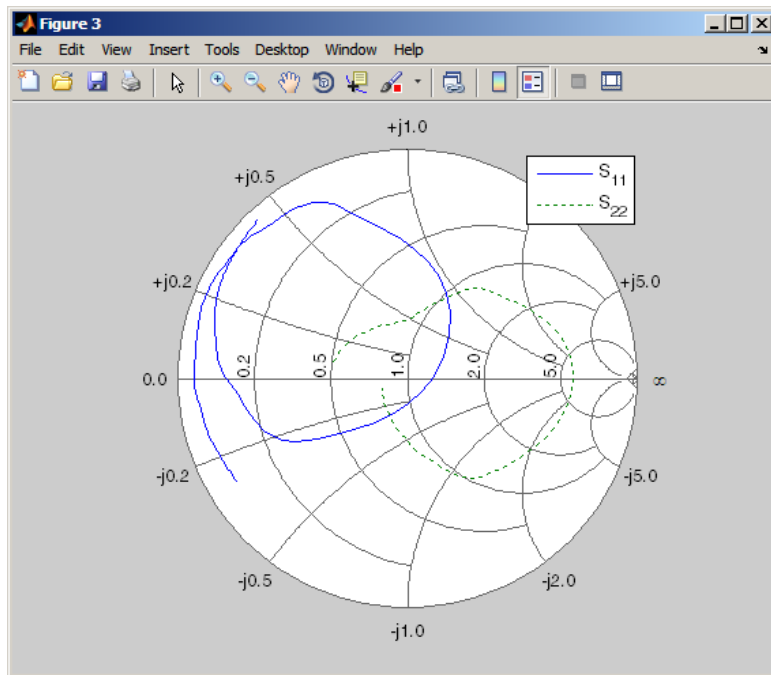 Figure 3
File Edit View Insert Tools Desktop Window Help
+j1.0
S11
S22
+j0.5
+j0.2
+j5.0
0.0
0.2
0.5
1.0
2.0
5.0
∞
-j0.2
-j5.0
-j0.5
-j2.0
-j1.0